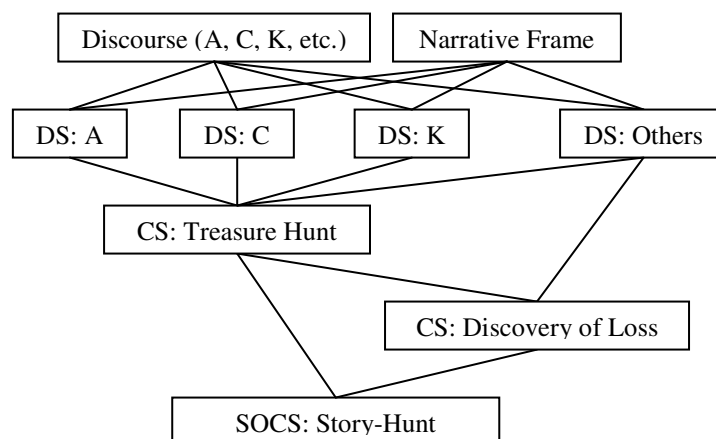 Discourse (A, C, K, etc.)
Narrative Frame
DS: A
DS: C
DS: K
DS: Others
CS: Treasure Hunt
CS: Discovery of Loss
SOCS: Story-Hunt